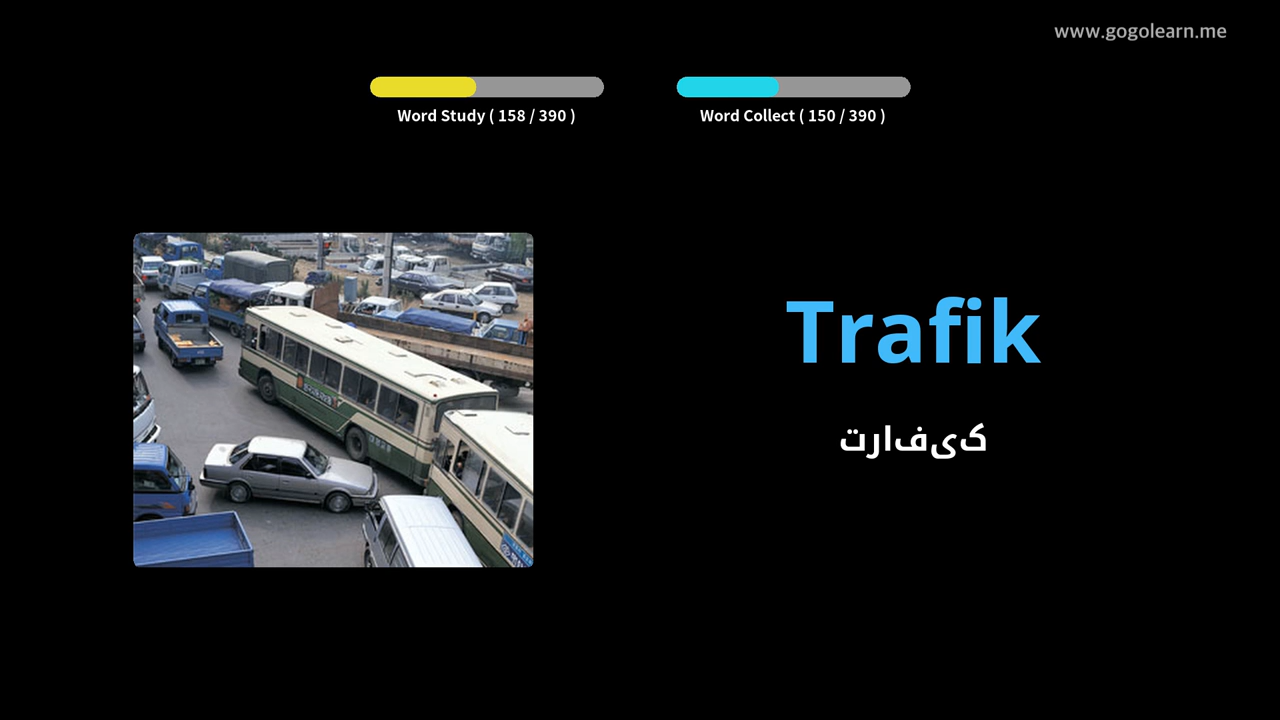 www.gogolearn.me
Word Study ( 158 / 390 )
Word Collect ( 150 / 390 )
Trafik
کیفارت